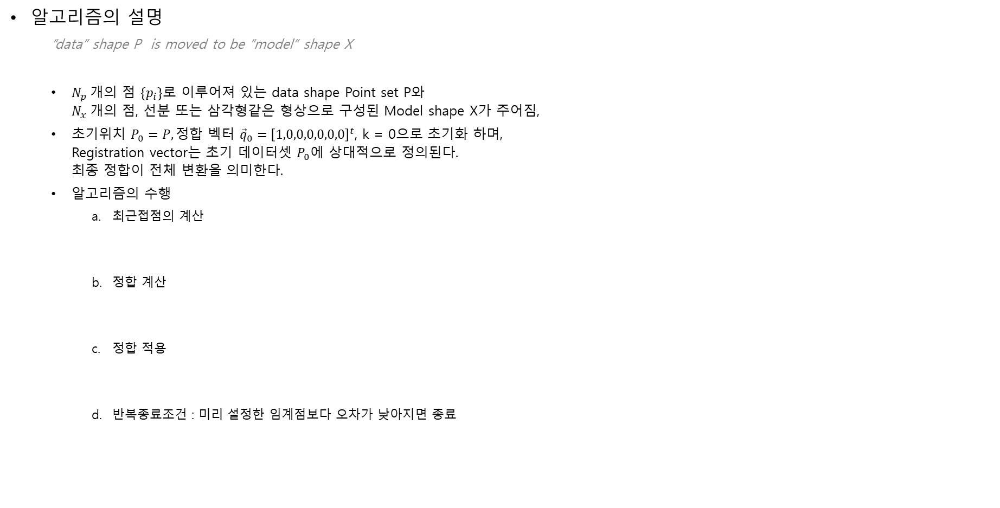 • 알고리즘의 설명
“data” shape P is moved to be “model” shape X
• Nₚ 개의 점 {pᵢ}로 이루어져 있는 data shape Point set P와
Nₓ 개의 점, 선분 또는 삼각형같은 형상으로 구성된 Model shape X가 주어짐,
• 초기위치 P₀ = P, 정합 벡터 q⃗₀ = [1,0,0,0,0,0,0]ᵗ, k = 0으로 초기화 하며,
Registration vector는 초기 데이터셋 P₀에 상대적으로 정의된다.
최종 정합이 전체 변환을 의미한다.
• 알고리즘의 수행
a. 최근접점의 계산
b. 정합 계산
c. 정합 적용
d. 반복종료조건 : 미리 설정한 임계점보다 오차가 낮아지면 종료